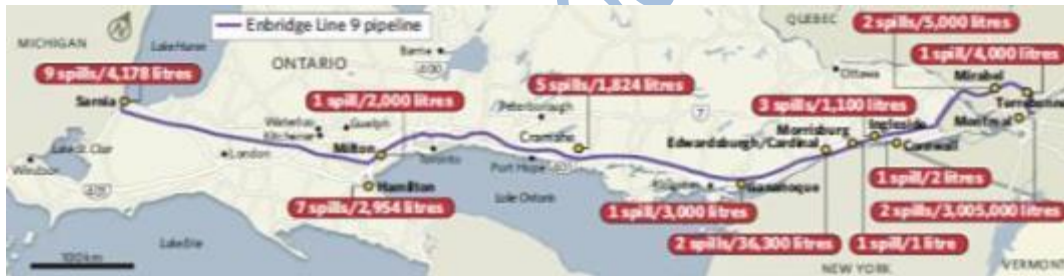 Enbridge Line 9 pipeline
QUEBEC
2 spills/5,000 litres
MICHIGAN
Lake Huron
Barrie
400
1 spill/4,000 litres
ONTARIO
Ottawa
Mirabel
9 spills/4,178 litres
5 spills/1,824 litres
Terrebonne
Sarnia
1 spill/2,000 litres
Peterborough
7
3 spills/1,100 litres
Montreal
Waterloo
Guelph
Kitchener
Cramahe
Morrisburg
Ingleside
Lake St. Clair
London
Milton
Toronto
Edwardsburgh/Cardinal
Cornwall
Windsor
Port Hope
401
Hamilton
Kingston
Gananoque
1 spill/2 litres
Lake Ontario
7 spills/2,954 litres
1 spill/3,000 litres
2 spills/3,005,000 litres
Lake Erie
2 spills/36,300 litres
1 spill/1 litre
100 km
NEW YORK
VERMONT